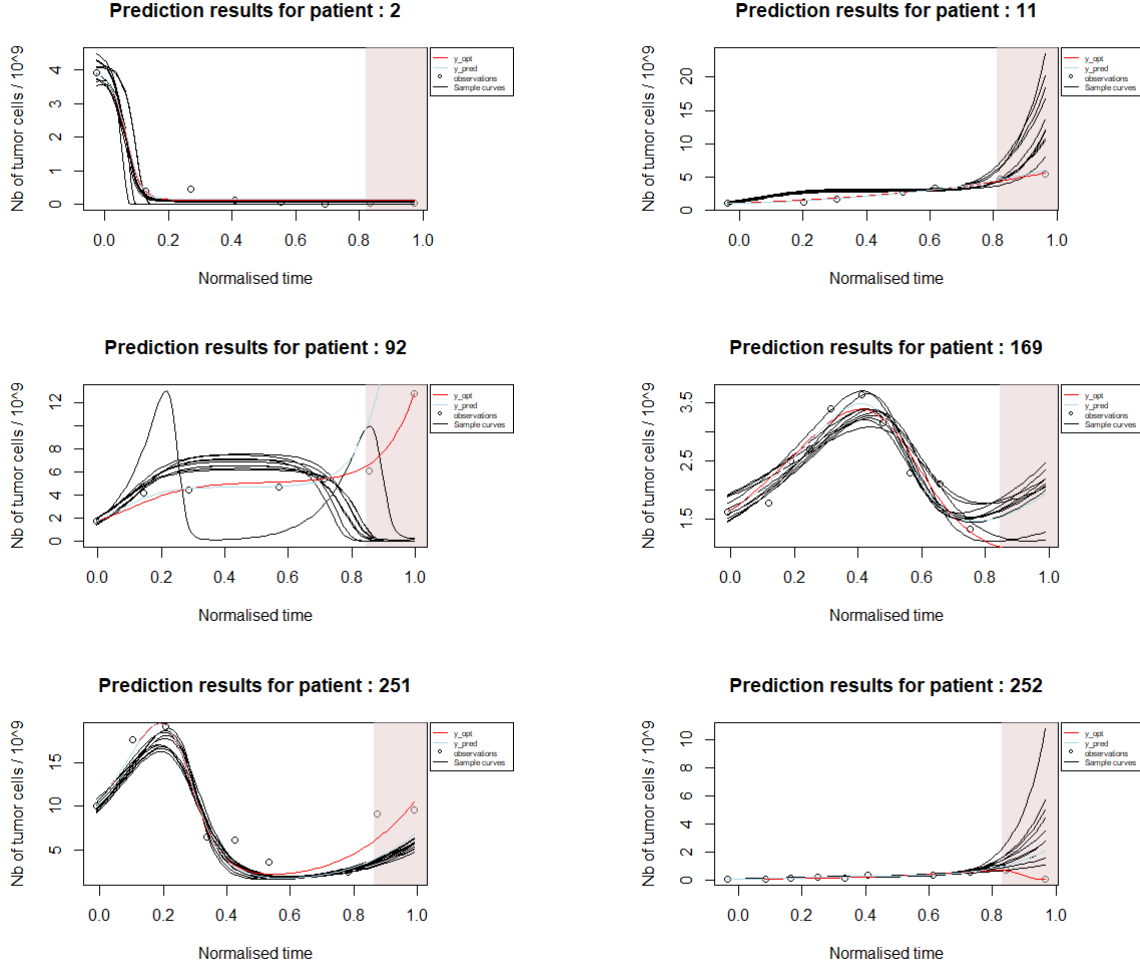 Prediction results for patient : 2
Nb of tumor cells / 10^9
4
3
2
1
0
0.0 0.2 0.4 0.6 0.8 1.0
Normalised time
y_opt
y_pred
observations
Sample curves
Prediction results for patient : 11
Nb of tumor cells / 10^9
20
15
10
5
0
0.0 0.2 0.4 0.6 0.8 1.0
Normalised time
y_opt
y_pred
observations
Sample curves
Prediction results for patient : 92
Nb of tumor cells / 10^9
12
8
6
4
2
0
0.0 0.2 0.4 0.6 0.8 1.0
Normalised time
y_opt
y_pred
observations
Sample curves
Prediction results for patient : 169
Nb of tumor cells / 10^9
3.5
2.5
1.5
0.0 0.2 0.4 0.6 0.8 1.0
Normalised time
y_opt
y_pred
observations
Sample curves
Prediction results for patient : 251
Nb of tumor cells / 10^9
15
10
5
0.0 0.2 0.4 0.6 0.8 1.0
Normalised time
y_opt
y_pred
observations
Sample curves
Prediction results for patient : 252
Nb of tumor cells / 10^9
10
8
6
4
2
0
0.0 0.2 0.4 0.6 0.8 1.0
Normalised time
y_opt
y_pred
observations
Sample curves